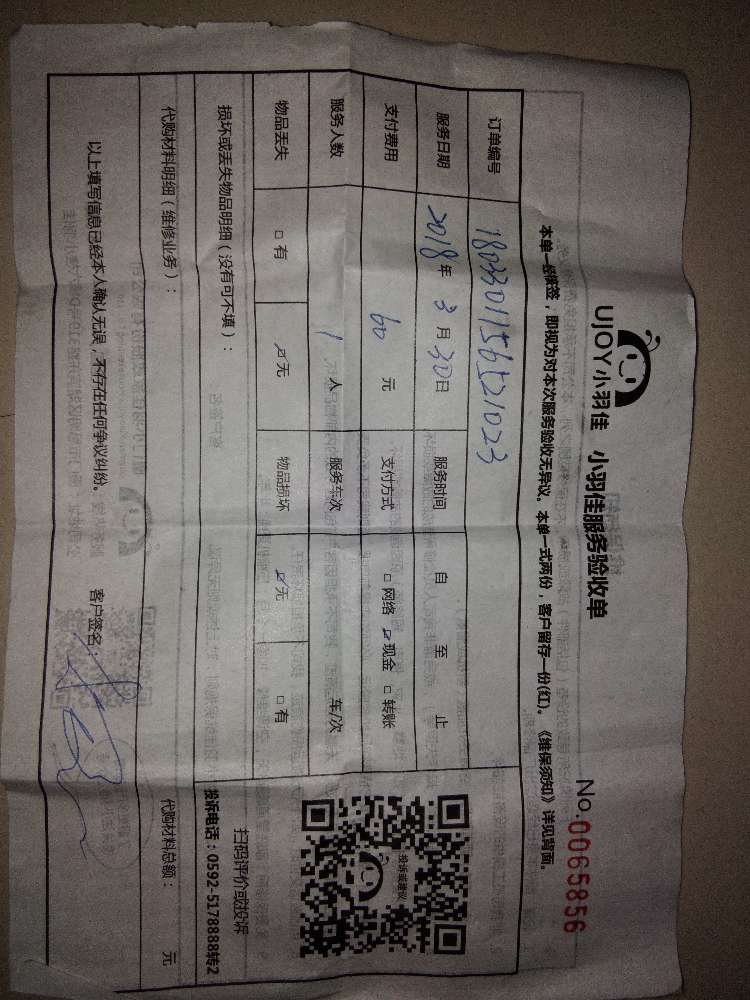 UJOY小羽佳 小羽佳服务验收单
No.0065856
本单一经横签，即视为对本次服务验收无异议。本单一式两份，客户留存一份(红)。《维保须知》详见背面。
订单编号 180330115651021023
服务日期 2018年3月30日 服务时间 自 至 止
支付费用 60元 支付方式 □网络 ☑现金 □转账
服务人数 1人 服务车次 车/次
物品丢失 □有 ☑无 物品损坏 ☑无 □有
投诉或建议
扫码评价或投诉
投诉电话：0592-5178888转2
损坏或丢失物品明细（没有可不填）：
代购材料明细（维修业务）： 代购材料总额： 元
以上填写信息已经本人确认无误，不存在任何争议纠纷。 客户签名：